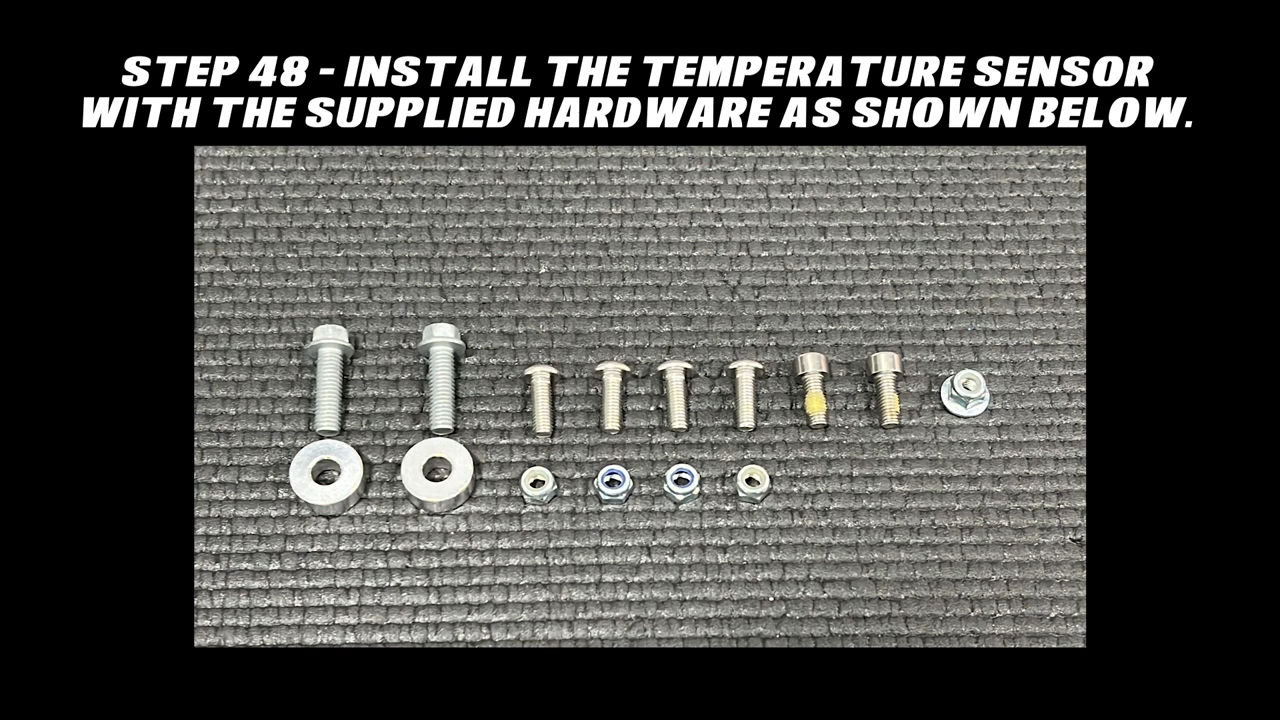 STEP 48 - INSTALL THE TEMPERATURE SENSOR
WITH THE SUPPLIED HARDWARE AS SHOWN BELOW.